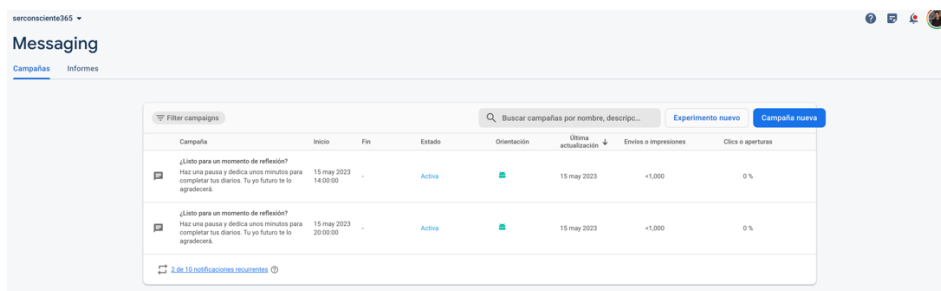 serconsciente365
Messaging
Campañas Informes
Filter campaigns
Buscar campañas por nombre, descripc...
Experimento nuevo
Campaña nueva
Campaña Inicio Fin Estado Orientación Última actualización Envíos o impresiones Clics o aperturas
¿Listo para un momento de reflexión?
Haz una pausa y dedica unos minutos para
completar tus diarios. Tu yo futuro te lo
agradecerá.
15 may 2023
14:00:00
-
Activa
15 may 2023
<1,000
0 %
¿Listo para un momento de reflexión?
Haz una pausa y dedica unos minutos para
completar tus diarios. Tu yo futuro te lo
agradecerá.
15 may 2023
20:00:00
-
Activa
15 may 2023
<1,000
0 %
2 de 10 notificaciones recurrentes